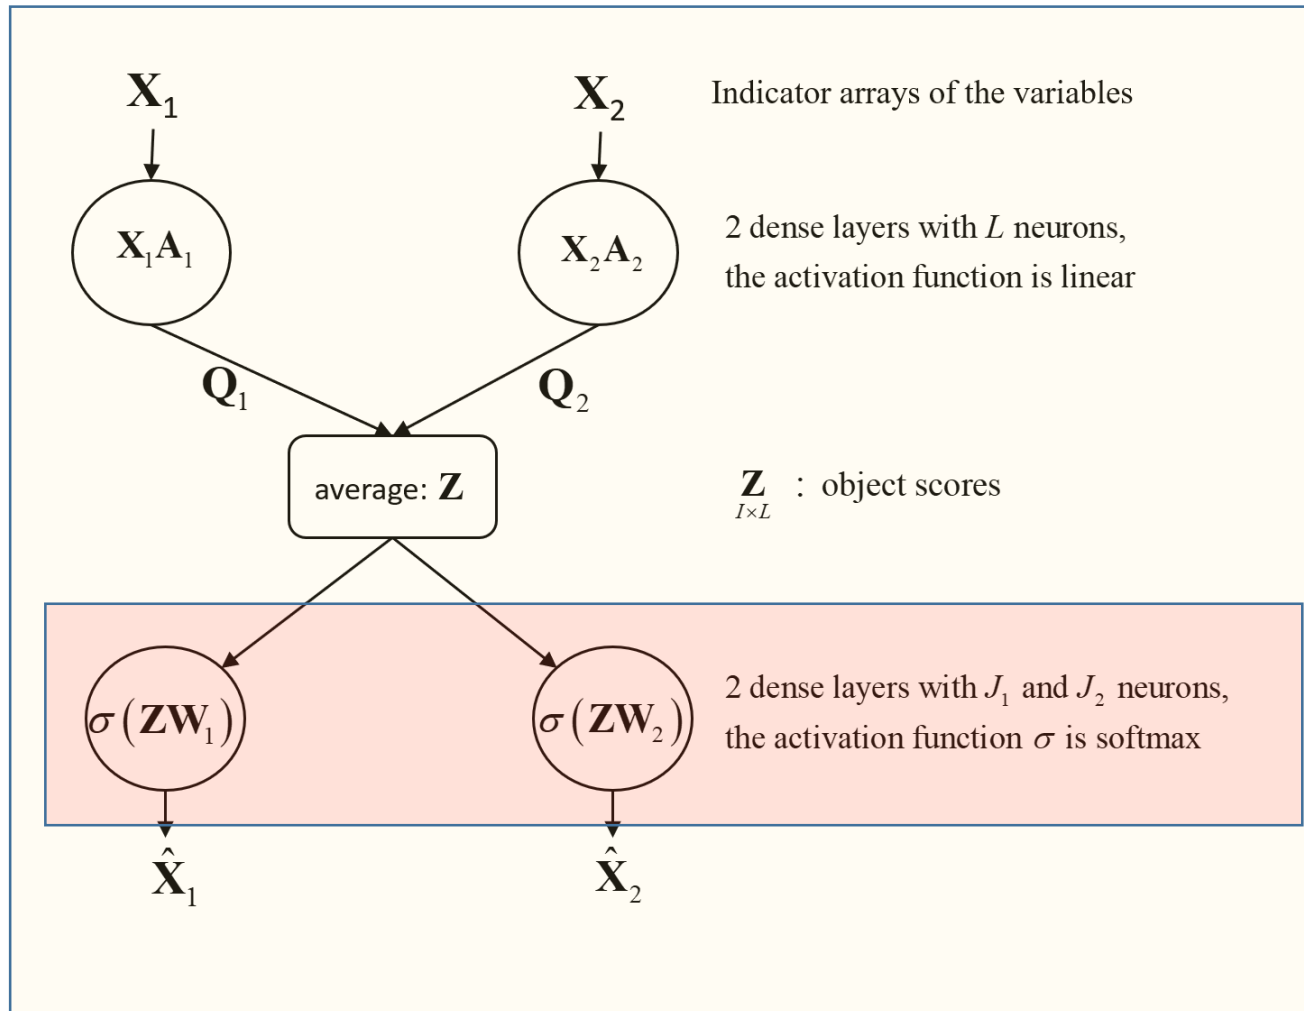 X₁ X₂ Indicator arrays of the variables
X₁A₁ X₂A₂ 2 dense layers with L neurons,
the activation function is linear
Q₁ Q₂
average: Z Z : object scores
I×L
σ(ZW₁) σ(ZW₂) 2 dense layers with J₁ and J₂ neurons,
the activation function σ is softmax
X̂₁ X̂₂